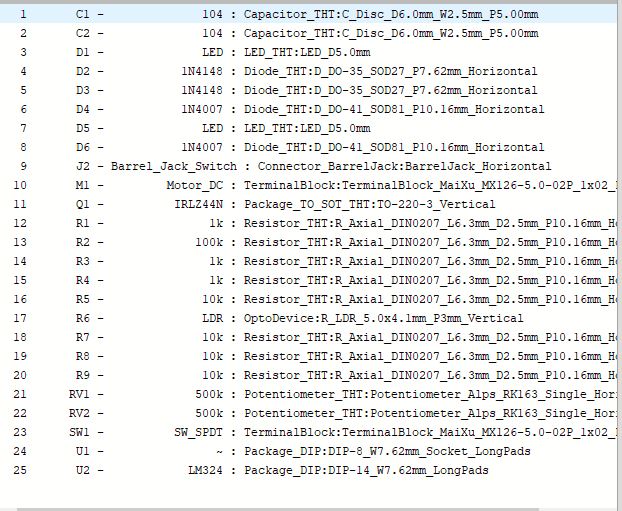 1 C1 - 104 : Capacitor_THT:C_Disc_D6.0mm_W2.5mm_P5.00mm
2 C2 - 104 : Capacitor_THT:C_Disc_D6.0mm_W2.5mm_P5.00mm
3 D1 - LED : LED_THT:LED_D5.0mm
4 D2 - 1N4148 : Diode_THT:D_DO-35_SOD27_P7.62mm_Horizontal
5 D3 - 1N4148 : Diode_THT:D_DO-35_SOD27_P7.62mm_Horizontal
6 D4 - 1N4007 : Diode_THT:D_DO-41_SOD81_P10.16mm_Horizontal
7 D5 - LED : LED_THT:LED_D5.0mm
8 D6 - 1N4007 : Diode_THT:D_DO-41_SOD81_P10.16mm_Horizontal
9 J2 - Barrel_Jack_Switch : Connector_BarrelJack:BarrelJack_Horizontal
10 M1 - Motor_DC : TerminalBlock:TerminalBlock_MaiXu_MX126-5.0-02P_1x02_
11 Q1 - IRLZ44N : Package_TO_SOT_THT:TO-220-3_Vertical
12 R1 - 1k : Resistor_THT:R_Axial_DIN0207_L6.3mm_D2.5mm_P10.16mm_Ho
13 R2 - 100k : Resistor_THT:R_Axial_DIN0207_L6.3mm_D2.5mm_P10.16mm_Ho
14 R3 - 1k : Resistor_THT:R_Axial_DIN0207_L6.3mm_D2.5mm_P10.16mm_Ho
15 R4 - 1k : Resistor_THT:R_Axial_DIN0207_L6.3mm_D2.5mm_P10.16mm_Ho
16 R5 - 10k : Resistor_THT:R_Axial_DIN0207_L6.3mm_D2.5mm_P10.16mm_Ho
17 R6 - LDR : OptoDevice:R_LDR_5.0x4.1mm_P3mm_Vertical
18 R7 - 10k : Resistor_THT:R_Axial_DIN0207_L6.3mm_D2.5mm_P10.16mm_Ho
19 R8 - 10k : Resistor_THT:R_Axial_DIN0207_L6.3mm_D2.5mm_P10.16mm_Ho
20 R9 - 10k : Resistor_THT:R_Axial_DIN0207_L6.3mm_D2.5mm_P10.16mm_Ho
21 RV1 - 500k : Potentiometer_THT:Potentiometer_Alps_RK163_Single_Hori
22 RV2 - 500k : Potentiometer_THT:Potentiometer_Alps_RK163_Single_Hori
23 SW1 - SW_SPDT : TerminalBlock:TerminalBlock_MaiXu_MX126-5.0-02P_1x02_
24 U1 - ~ : Package_DIP:DIP-8_W7.62mm_Socket_LongPads
25 U2 - LM324 : Package_DIP:DIP-14_W7.62mm_LongPads